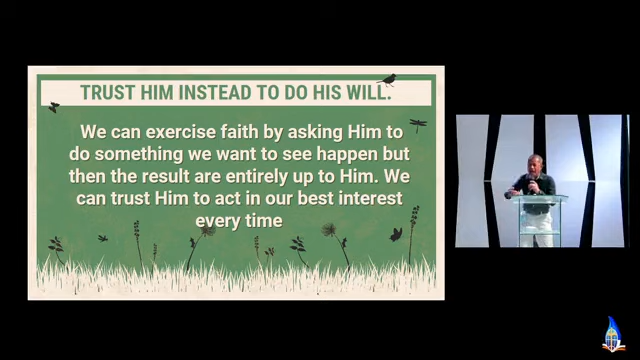 TRUST HIM INSTEAD TO DO HIS WILL.
We can exercise faith by asking Him to
do something we want to see happen but
then the result are entirely up to Him. We
can trust Him to act in our best interest
every time